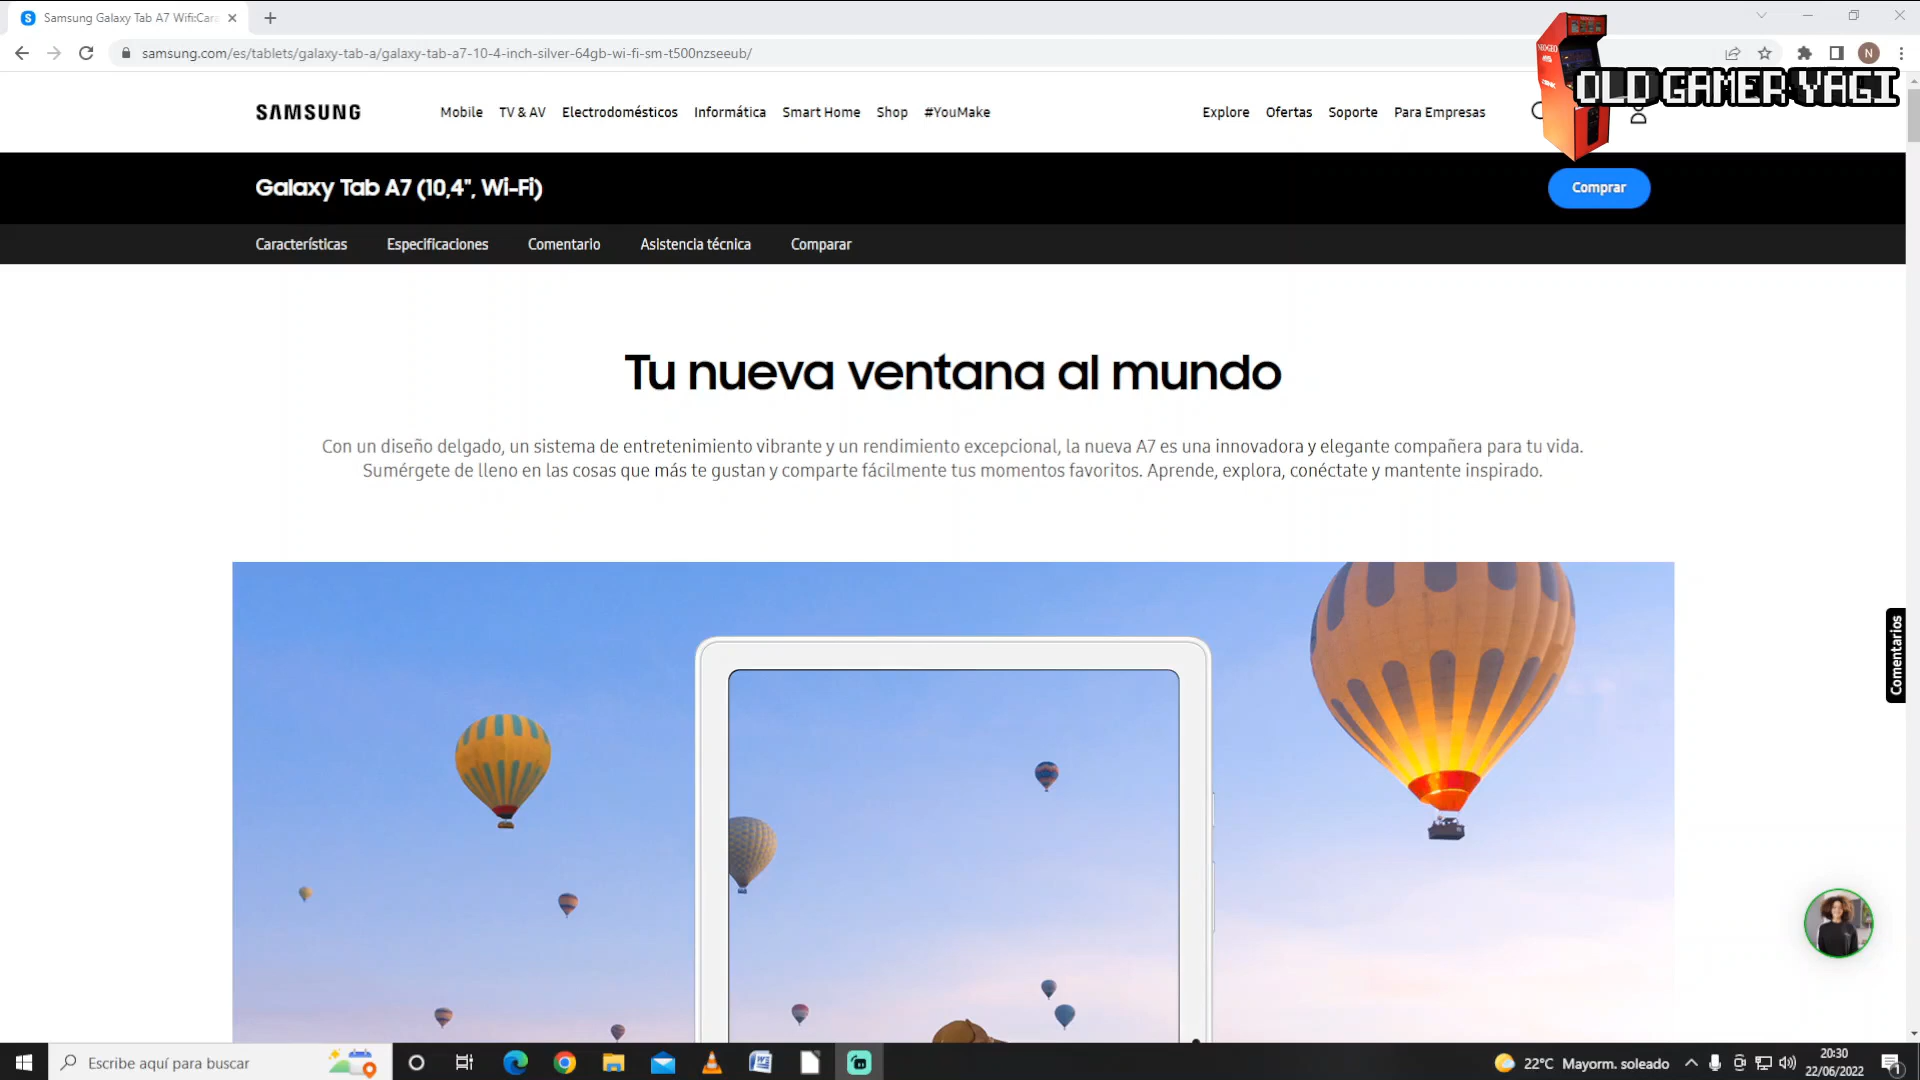 Samsung Galaxy Tab A7 Wifi:Cara
samsung.com/es/tablets/galaxy-tab-a/galaxy-tab-a7-10-4-inch-silver-64gb-wi-fi-sm-t500nzseeub/
N
OLD GAMER YAGI
SAMSUNG
Mobile TV & AV Electrodomésticos Informática Smart Home Shop #YouMake Explore Ofertas Soporte Para Empresas
Galaxy Tab A7 (10,4", Wi-Fi)
Comprar
Características Especificaciones Comentario Asistencia técnica Comparar
Tu nueva ventana al mundo
Con un diseño delgado, un sistema de entretenimiento vibrante y un rendimiento excepcional, la nueva A7 es una innovadora y elegante compañera para tu vida.
Sumérgete de lleno en las cosas que más te gustan y comparte fácilmente tus momentos favoritos. Aprende, explora, conéctate y mantente inspirado.
Comentarios
Escribe aquí para buscar
22°C Mayorm. soleado
20:30
22/06/2022
1